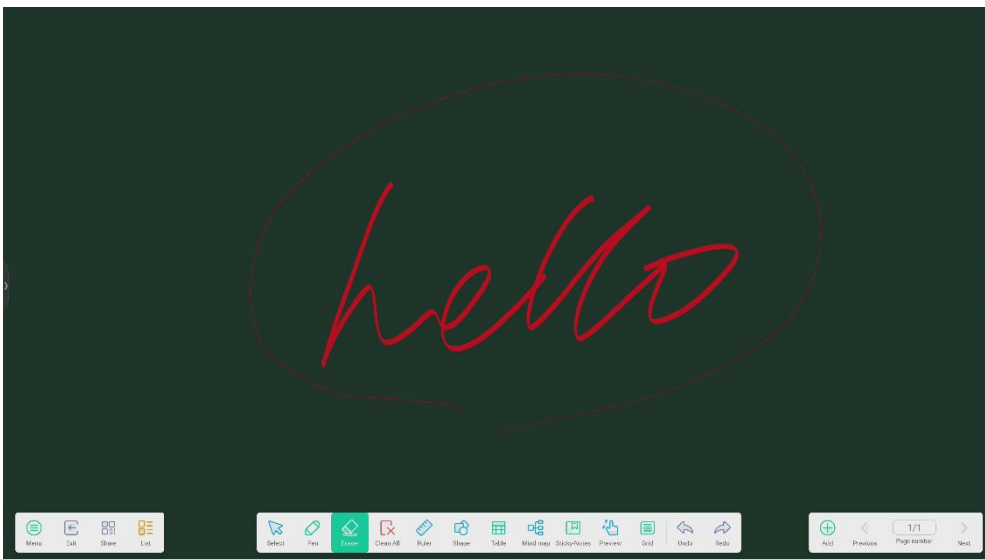 hello
Menu Exit Share List Select Pen Eraser Clean All Ruler Shape Table Mind map Sticky-Notes Preview Grid Undo Redo Add Previous 1/1 Page number Next